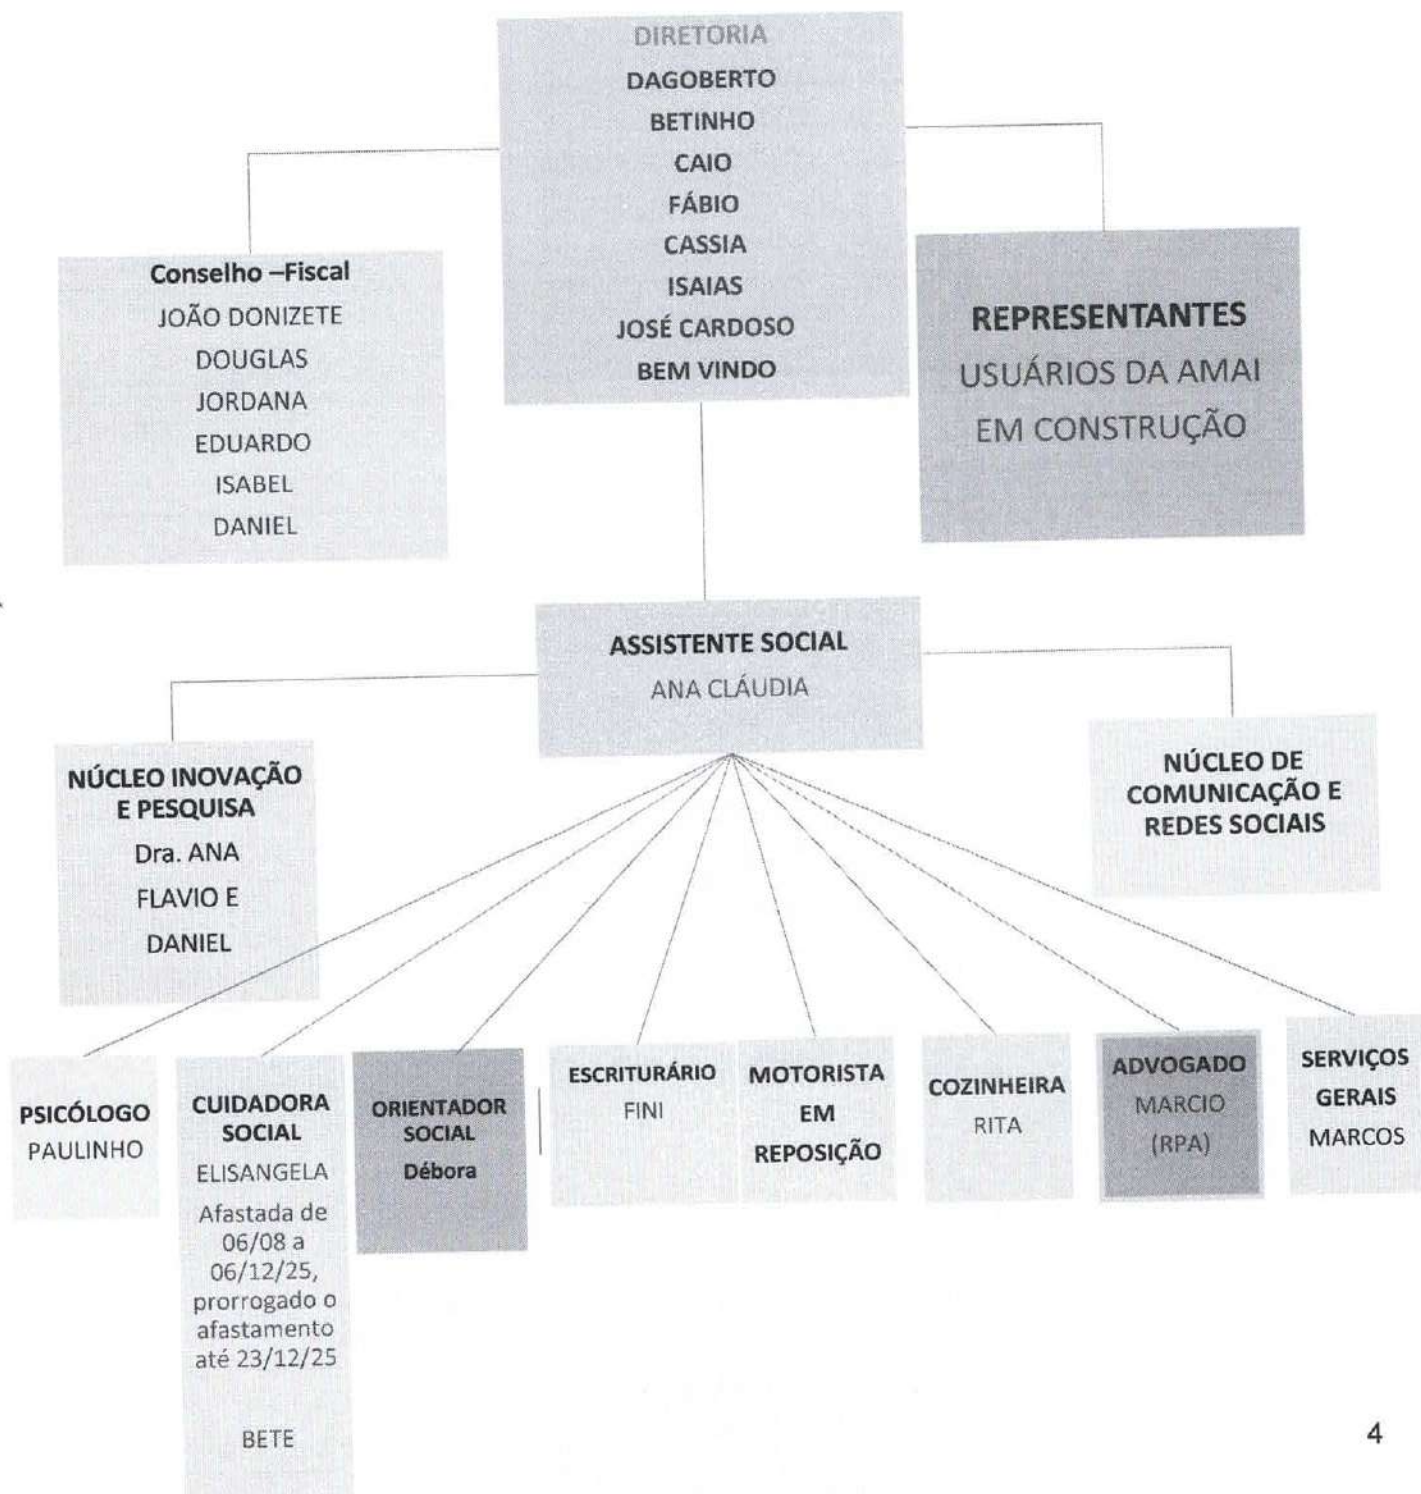 DIRETORIA
DAGOBERTO
BETINHO
CAIO
FÁBIO
CASSIA
ISAIAS
JOSÉ CARDOSO
BEM VINDO
Conselho –Fiscal
JOÃO DONIZETE
DOUGLAS
JORDANA
EDUARDO
ISABEL
DANIEL
REPRESENTANTES
USUÁRIOS DA AMAI
EM CONSTRUÇÃO
ASSISTENTE SOCIAL
ANA CLÁUDIA
NÚCLEO INOVAÇÃO
E PESQUISA
Dra. ANA
FLAVIO E
DANIEL
NÚCLEO DE
COMUNICAÇÃO E
REDES SOCIAIS
PSICÓLOGO
PAULINHO
CUIDADORA
SOCIAL
ELISANGELA
Afastada de
06/08 a
06/12/25,
prorrogado o
afastamento
até 23/12/25
BETE
ORIENTADOR
SOCIAL
Débora
ESCRITURÁRIO
FINI
MOTORISTA
EM
REPOSIÇÃO
COZINHEIRA
RITA
ADVOGADO
MARCIO
(RPA)
SERVIÇOS
GERAIS
MARCOS
4